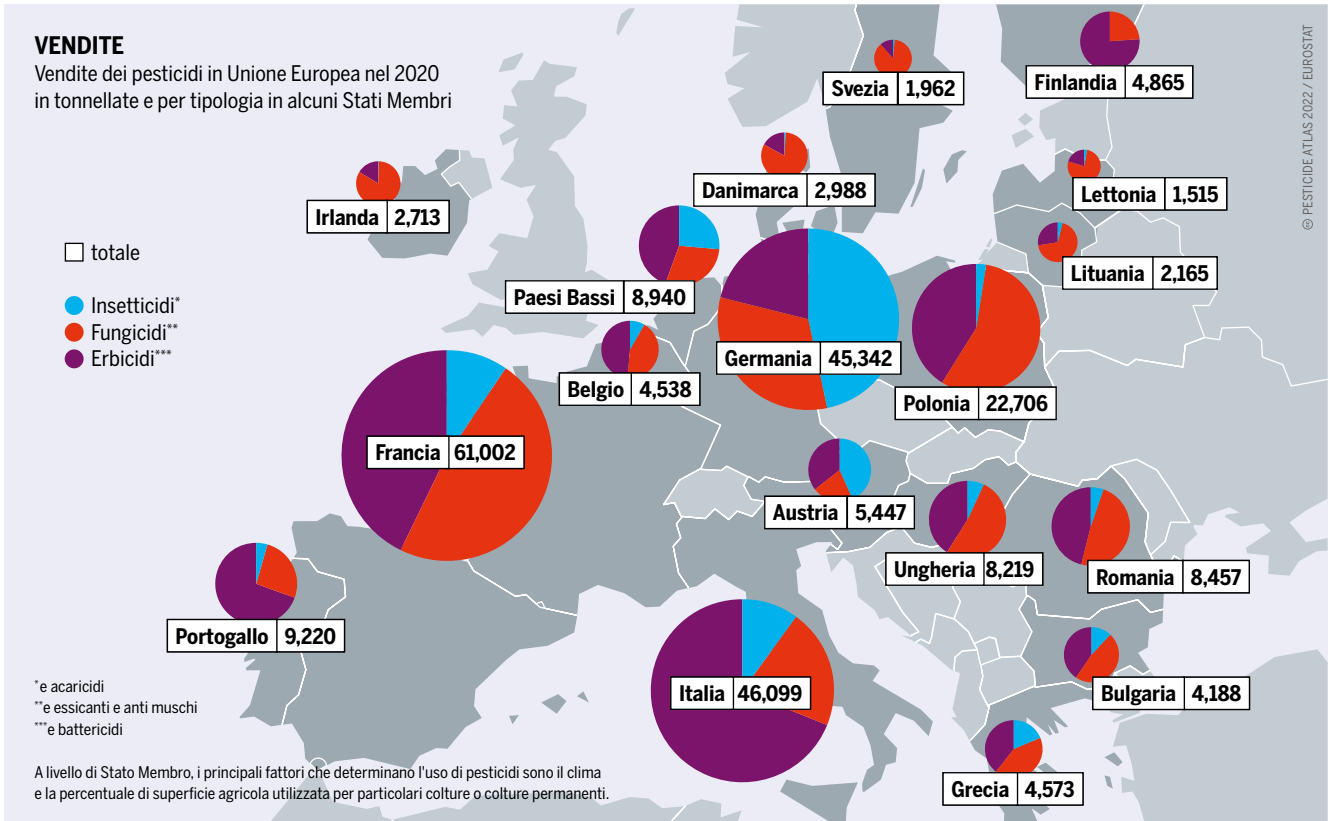 VENDITE
Vendite dei pesticidi in Unione Europea nel 2020
in tonnellate e per tipologia in alcuni Stati Membri
Svezia 1,962
Finlandia 4,865
Danimarca 2,988
Lettonia 1,515
Irlanda 2,713
Lituania 2,165
totale
Insetticidi*
Fungicidi**
Erbicidi***
Paesi Bassi 8,940
Germania 45,342
Belgio 4,538
Polonia 22,706
Francia 61,002
Austria 5,447
Ungheria 8,219
Romania 8,457
Portogallo 9,220
Italia 46,099
Bulgaria 4,188
Grecia 4,573
*e acaricidi
**e essicanti e anti muschi
***e battericidi
A livello di Stato Membro, i principali fattori che determinano l'uso di pesticidi sono il clima
e la percentuale di superficie agricola utilizzata per particolari colture o colture permanenti.
© PESTICIDE ATLAS 2022 / EUROSTAT